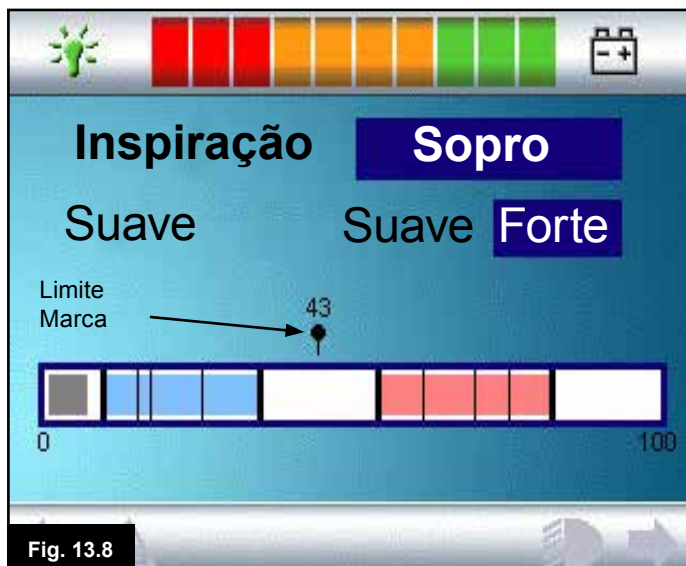 Inspiração Sopro
Suave Suave Forte
Limite
Marca
43
0 100
Fig. 13.8